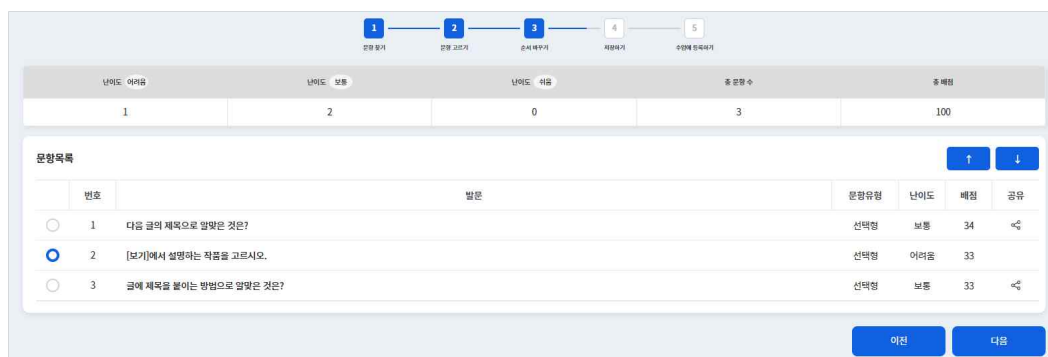 1 2 3 4 5
문항 찾기 문항 고르기 순서 바꾸기 저장하기 수업에 등록하기
난이도 어려움 난이도 보통 난이도 쉬움 총 문항 수 총 배점
1 2 0 3 100
문항목록 ↑ ↓
번호 발문 문항유형 난이도 배점 공유
1 다음 글의 제목으로 알맞은 것은? 선택형 보통 34
2 [보기]에서 설명하는 작품을 고르시오. 선택형 어려움 33
3 글에 제목을 붙이는 방법으로 알맞은 것은? 선택형 보통 33
이전 다음